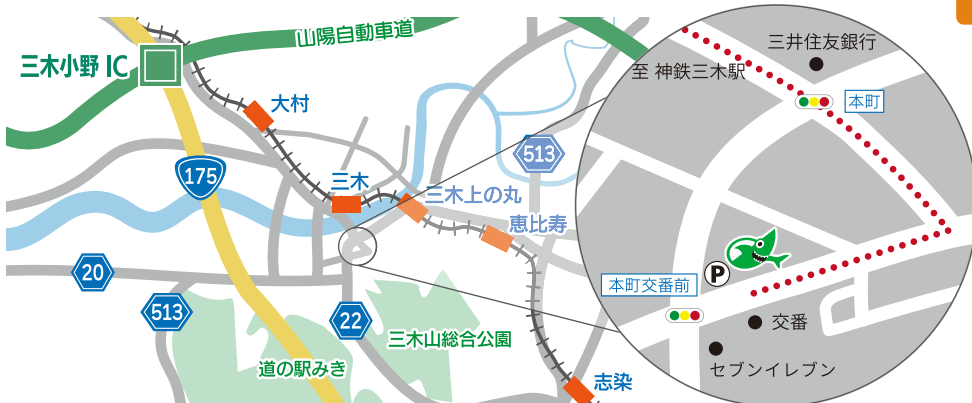 山陽自動車道
三木小野 IC
大村
175
三木
三木上の丸
513
恵比寿
20
513
22
三木山総合公園
道の駅みき
志染
三井住友銀行
至 神鉄三木駅
本町
P
本町交番前
交番
セブンイレブン